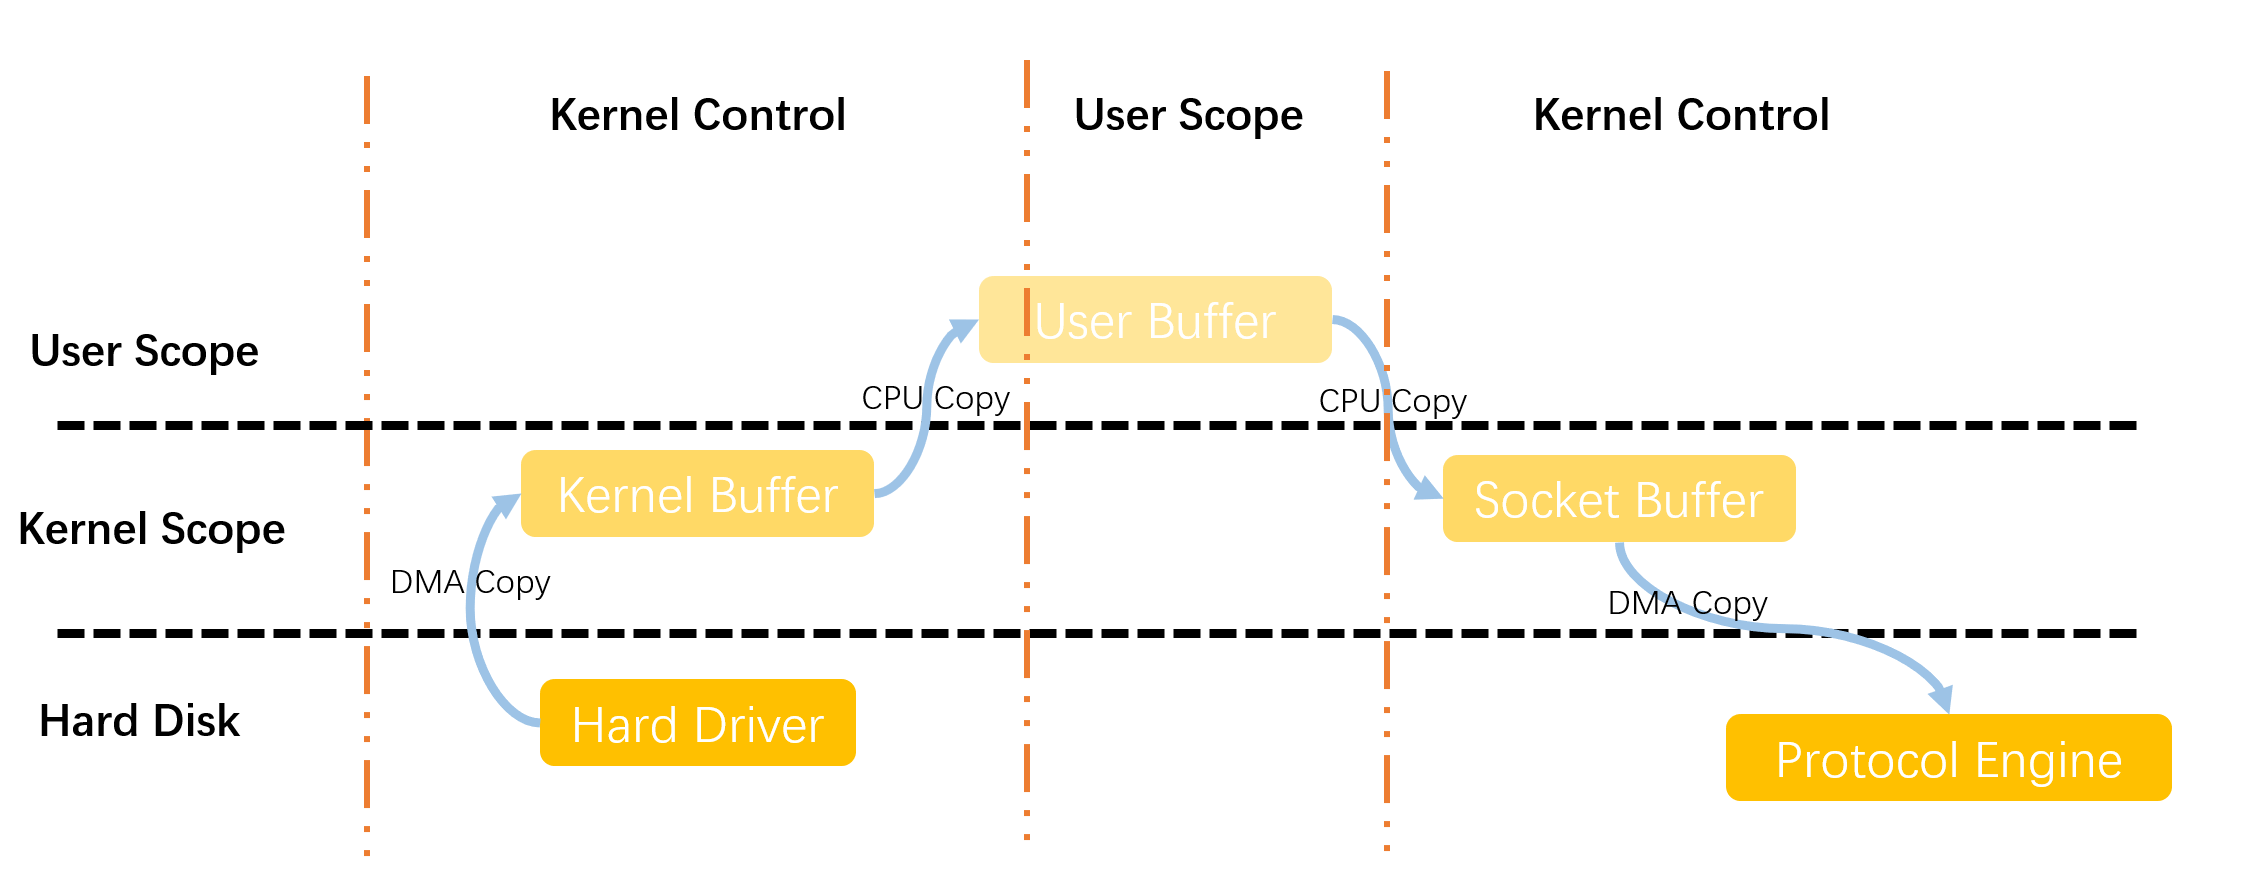 Kernel Control
User Scope
Kernel Control
User Buffer
User Scope
CPU Copy
CPU Copy
Kernel Buffer
Socket Buffer
Kernel Scope
DMA Copy
DMA Copy
Hard Disk
Hard Driver
Protocol Engine